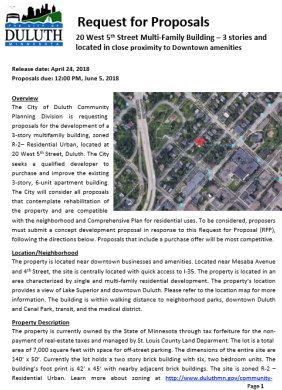 THE CITY OF
DULUTH
MINNESOTA
Request for Proposals
20 West 5th Street Multi-Family Building – 3 stories and
located in close proximity to Downtown amenities
Release date: April 24, 2018
Proposals due: 12:00 PM, June 5, 2018
Overview
The City of Duluth Community
Planning Division is requesting
proposals for the development of a
3-story multifamily building, zoned
R-2– Residential Urban, located at
20 West 5th Street, Duluth. The City
seeks a qualified developer to
purchase and improve the existing
3-story, 6-unit apartment building.
The City will consider all proposals
that contemplate rehabilitation of
the property and are compatible
with the neighborhood and Comprehensive Plan for residential uses. To be considered, proposers
must submit a concept development proposal in response to this Request for Proposal (RFP),
following the directions below. Proposals that include a purchase offer will be most competitive.
Location/Neighborhood
The property is located near downtown businesses and amenities. Located near Mesaba Avenue
and 4th Street, the site is centrally located with quick access to I-35. The property is located in an
area characterized by single and multi-family residential development. The property's location
provides a view of Lake Superior and downtown Duluth. Please refer to the location map for more
information. The building is within walking distance to neighborhood parks, downtown Duluth
and Canal Park, transit, and the medical district.
Property Description
The property is currently owned by the State of Minnesota through tax forfeiture for the non-
payment of real-estate taxes and managed by St. Louis County Land Department. The lot is a total
area of 7,000 square feet with space for off-street parking. The dimensions of the entire site are
140' x 50'. Currently the lot holds a two story brick building with six, two bedroom units. The
building's foot print is 42' x 45' with nearby adjacent brick buildings. The site is zoned R-2 –
Residential Urban. Learn more about zoning at http://www.duluthmn.gov/community-
Page 1